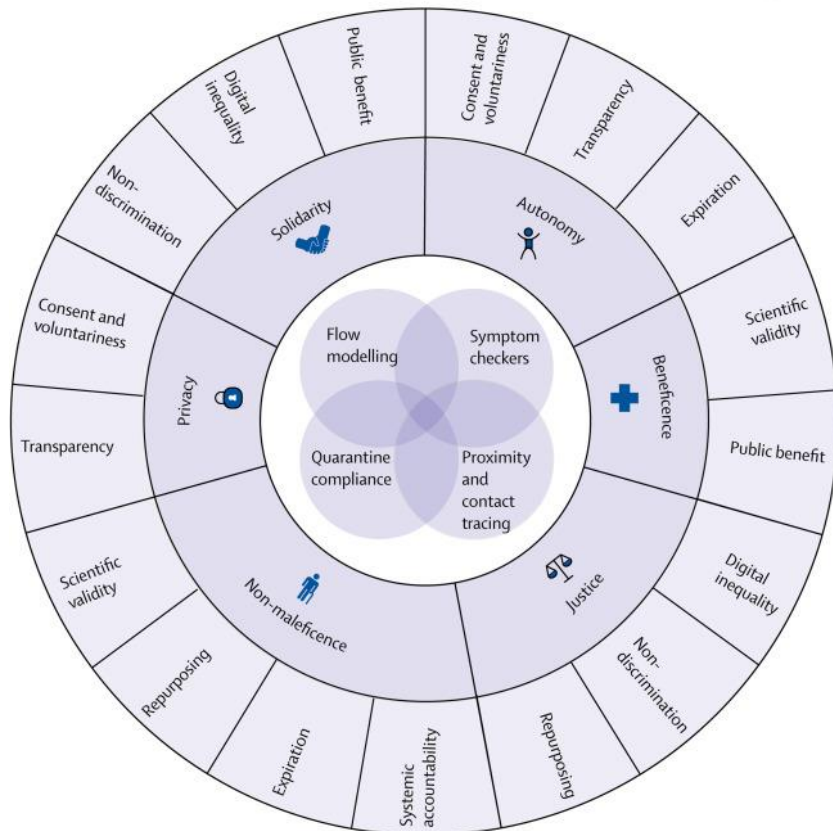 Consent and
voluntariness
Transparency
Expiration
Scientific
validity
Public benefit
Digital
inequality
Non-
discrimination
Repurposing
Systemic
accountability
Expiration
Repurposing
Scientific
validity
Transparency
Consent and
voluntariness
Non-
discrimination
Digital
inequality
Public benefit
Autonomy
Beneficence
Justice
Non-maleficence
Privacy
Solidarity
Flow
modelling
Symptom
checkers
Quarantine
compliance
Proximity
and
contact
tracing